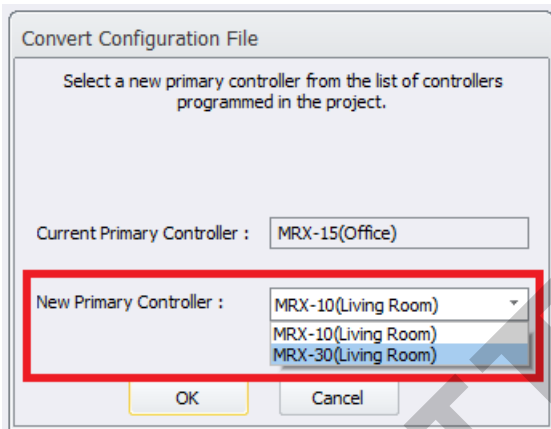 Convert Configuration File
Select a new primary controller from the list of controllers
programmed in the project.
Current Primary Controller : MRX-15(Office)
New Primary Controller : MRX-10(Living Room)
MRX-10(Living Room)
MRX-30(Living Room)
OK Cancel